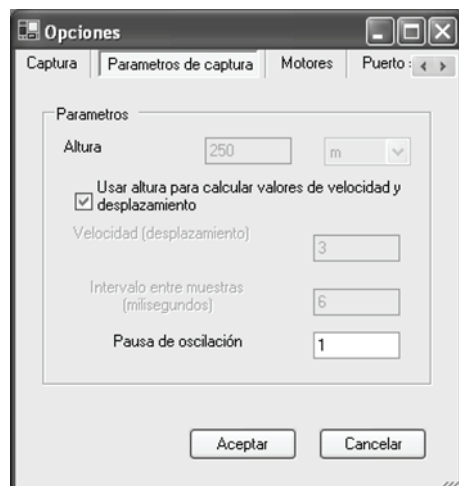 Opciones
Captura Parametros de captura Motores Puerto
Parametros
Altura 250 m
Usar altura para calcular valores de velocidad y
desplazamiento
Velocidad (desplazamiento)
3
Intervalo entre muestras
(milisegundos)
6
Pausa de oscilación 1
Aceptar Cancelar